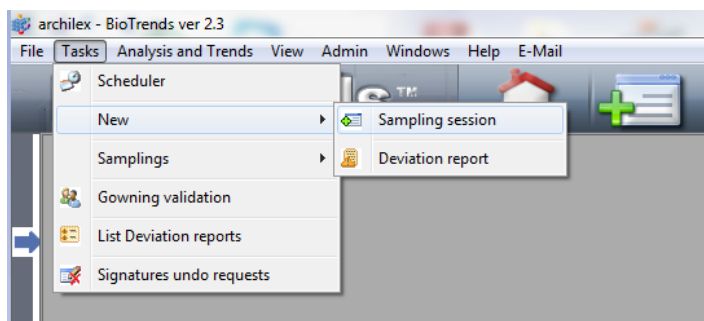 archilex - BioTrends ver 2.3
File Tasks Analysis and Trends View Admin Windows Help E-Mail
Scheduler
New
Sampling session
Samplings
Deviation report
Gowning validation
List Deviation reports
Signatures undo requests